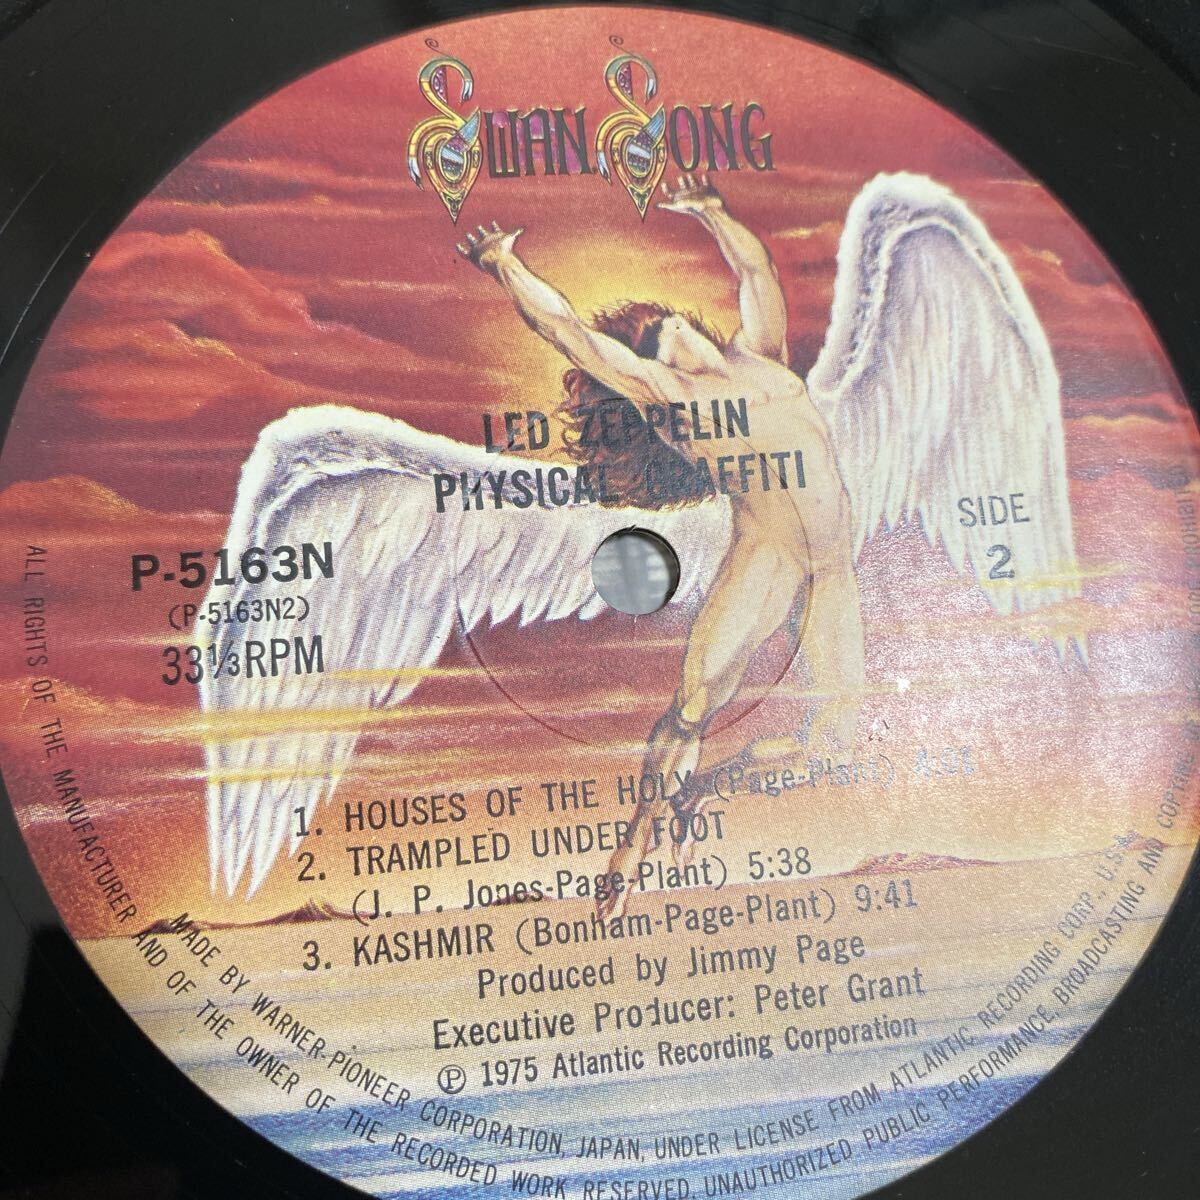 SWAN SONG
LED ZEPPELIN
PHYSICAL GRAFFITI
SIDE
2
P-5163N
(P-5163N2)
33⅓RPM
1. HOUSES OF THE HOLY (Page-Plant) 4:01
2. TRAMPLED UNDER FOOT
(J. P. Jones-Page-Plant) 5:38
3. KASHMIR (Bonham-Page-Plant) 9:41
Produced by Jimmy Page
Executive Producer: Peter Grant
Ⓟ 1975 Atlantic Recording Corporation
MADE BY WARNER-PIONEER CORPORATION, JAPAN, UNDER LICENSE FROM ATLANTIC RECORDING CORP., U.S.A.
ALL RIGHTS OF THE MANUFACTURER AND OF THE OWNER OF THE RECORDED WORK RESERVED. UNAUTHORIZED PUBLIC PERFORMANCE, BROADCASTING AND COPYING